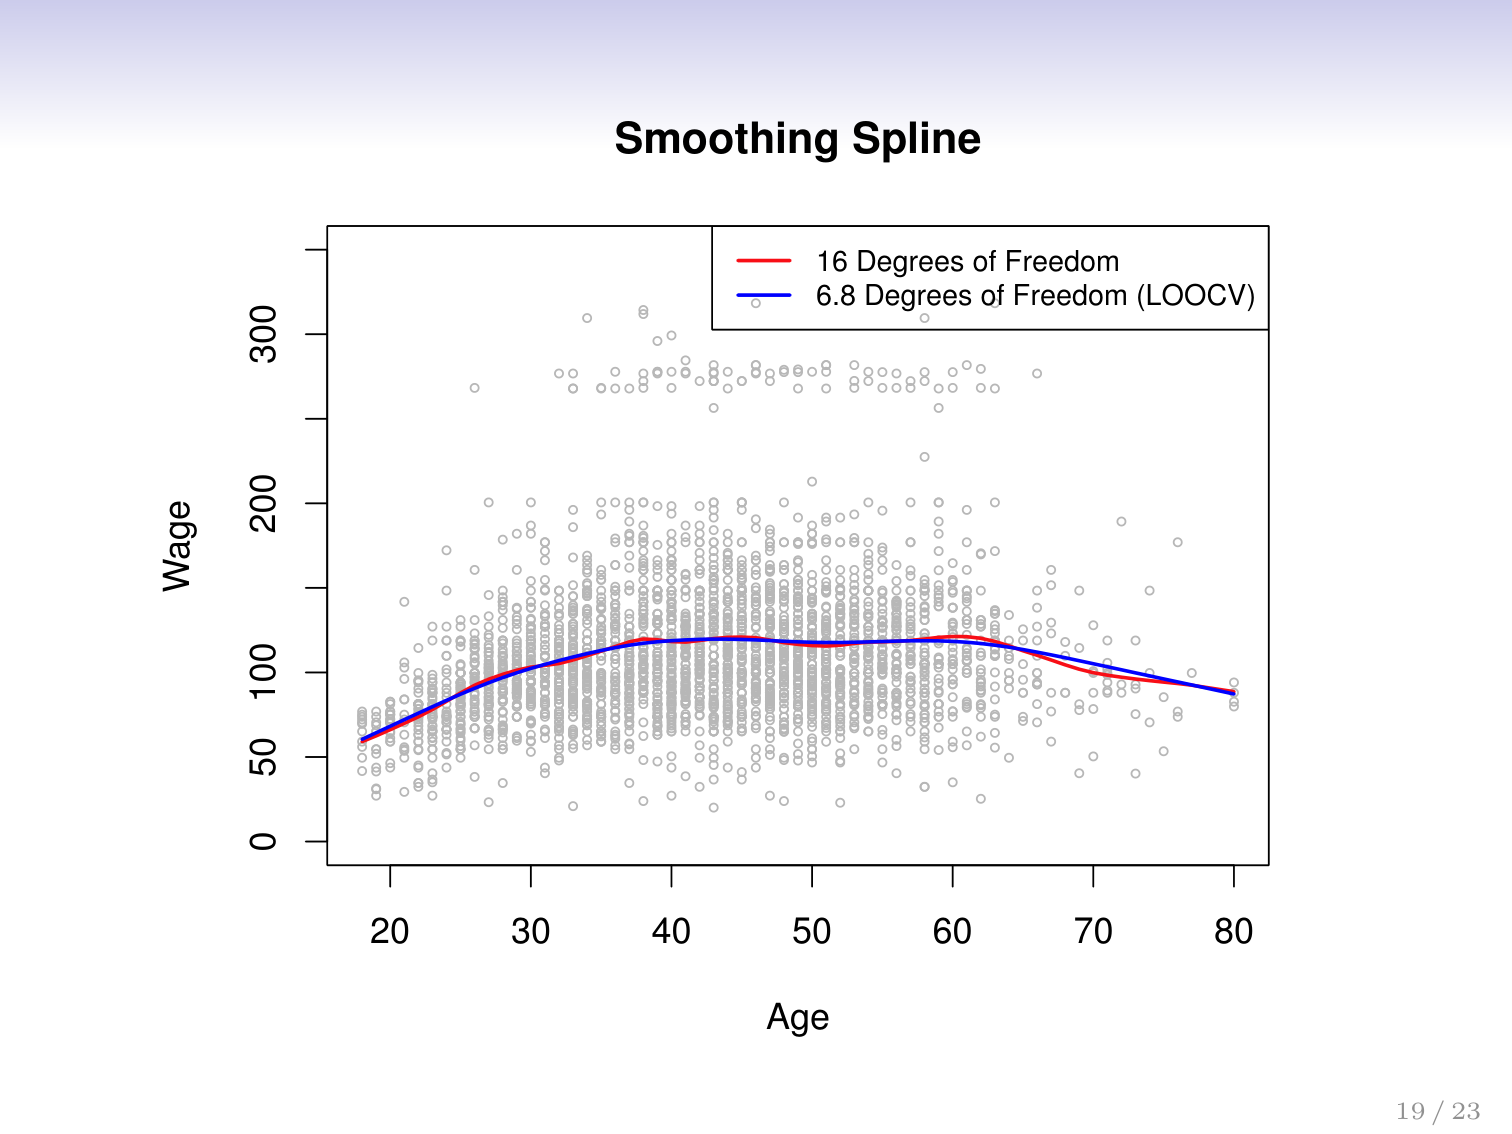 Smoothing Spline
16 Degrees of Freedom
6.8 Degrees of Freedom (LOOCV)
Wage
300
200
100
50
0
20 30 40 50 60 70 80
Age
19 / 23